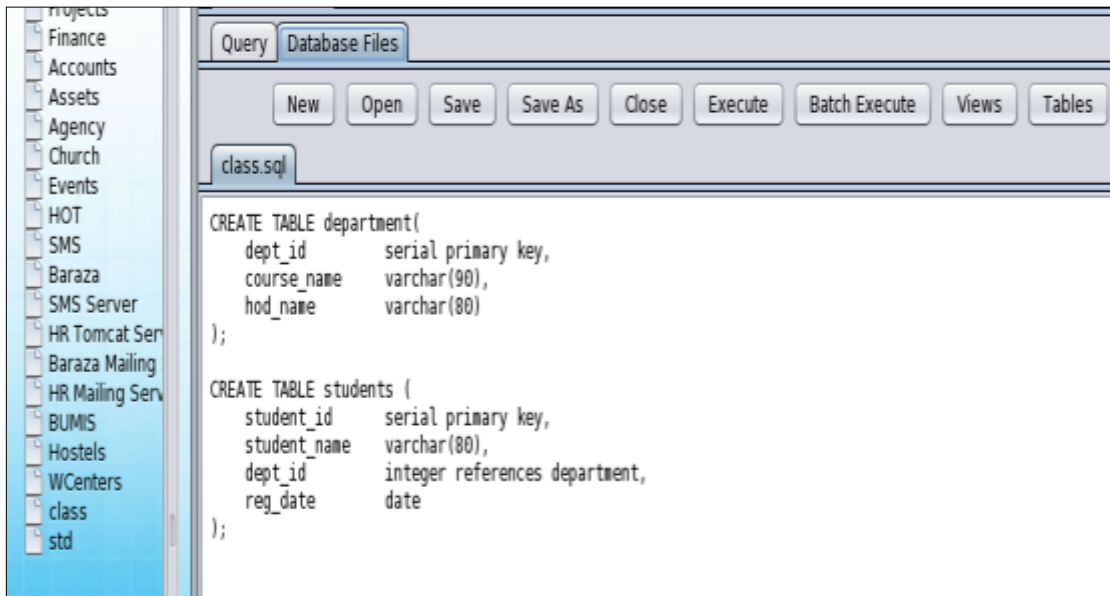 Projects
Finance
Accounts
Assets
Agency
Church
Events
HOT
SMS
Baraza
SMS Server
HR Tomcat Serv
Baraza Mailing
HR Mailing Serv
BUMIS
Hostels
WCenters
class
std
Query Database Files
New Open Save Save As Close Execute Batch Execute Views Tables
class.sql
CREATE TABLE department(
    dept_id serial primary key,
    course_name varchar(90),
    hod_name varchar(80)
);
CREATE TABLE students (
    student_id serial primary key,
    student_name varchar(80),
    dept_id integer references department,
    reg_date date
);